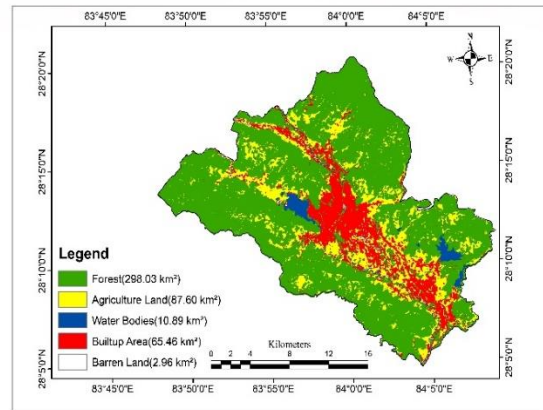 83°45'0"E 83°50'0"E 83°55'0"E 84°0'0"E 84°5'0"E
28°20'0"N 28°20'0"N
28°15'0"N 28°15'0"N
28°10'0"N 28°10'0"N
28°5'0"N 28°5'0"N
N
W E
S
Legend
Forest(298.03 km²)
Agriculture Land(87.60 km²)
Water Bodies(10.89 km²)
Builtup Area(65.46 km²)
Barren Land(2.96 km²)
Kilometers
0 2 4 8 12 16
83°45'0"E 83°50'0"E 83°55'0"E 84°0'0"E 84°5'0"E